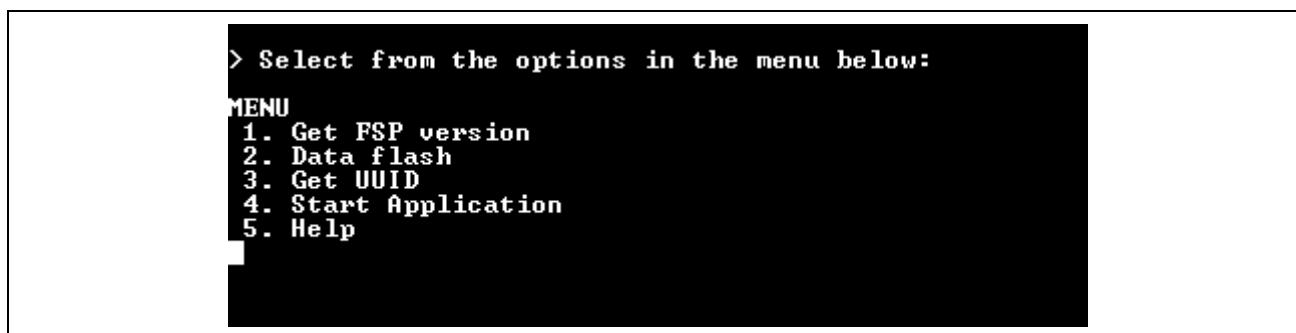 > Select from the options in the menu below:
MENU
1. Get FSP version
2. Data flash
3. Get UUID
4. Start Application
5. Help